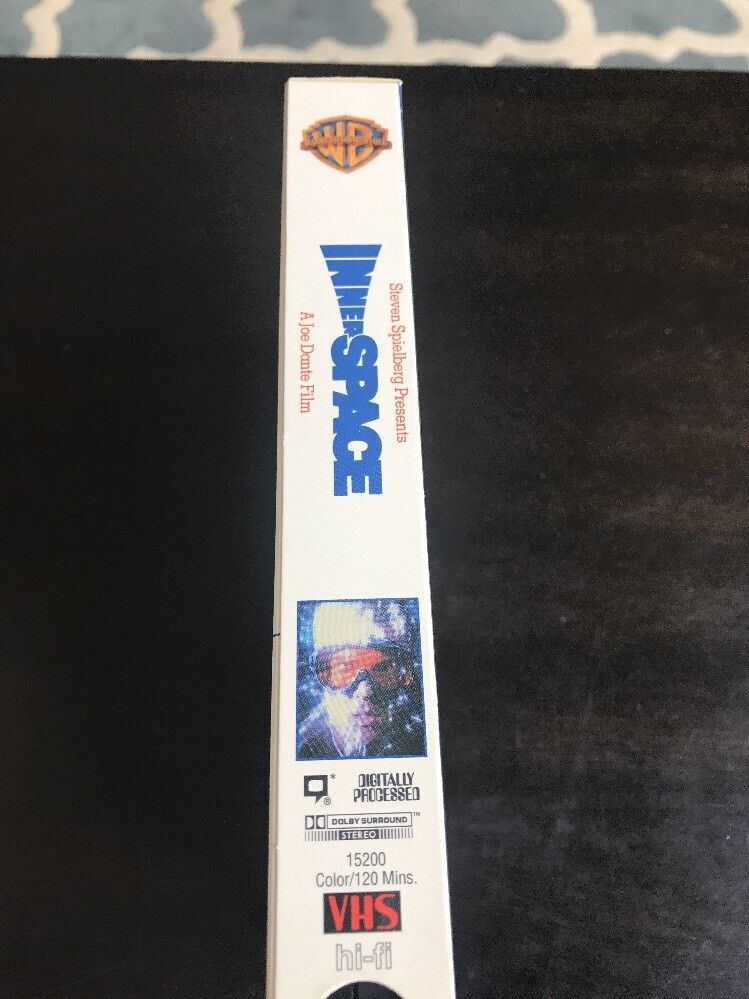 WB
Steven Spielberg Presents
INNERSPACE
A Joe Dante Film
DIGITALLY
PROCESSED
DOLBY SURROUND™
STEREO
15200
Color/120 Mins.
VHS
hi-fi